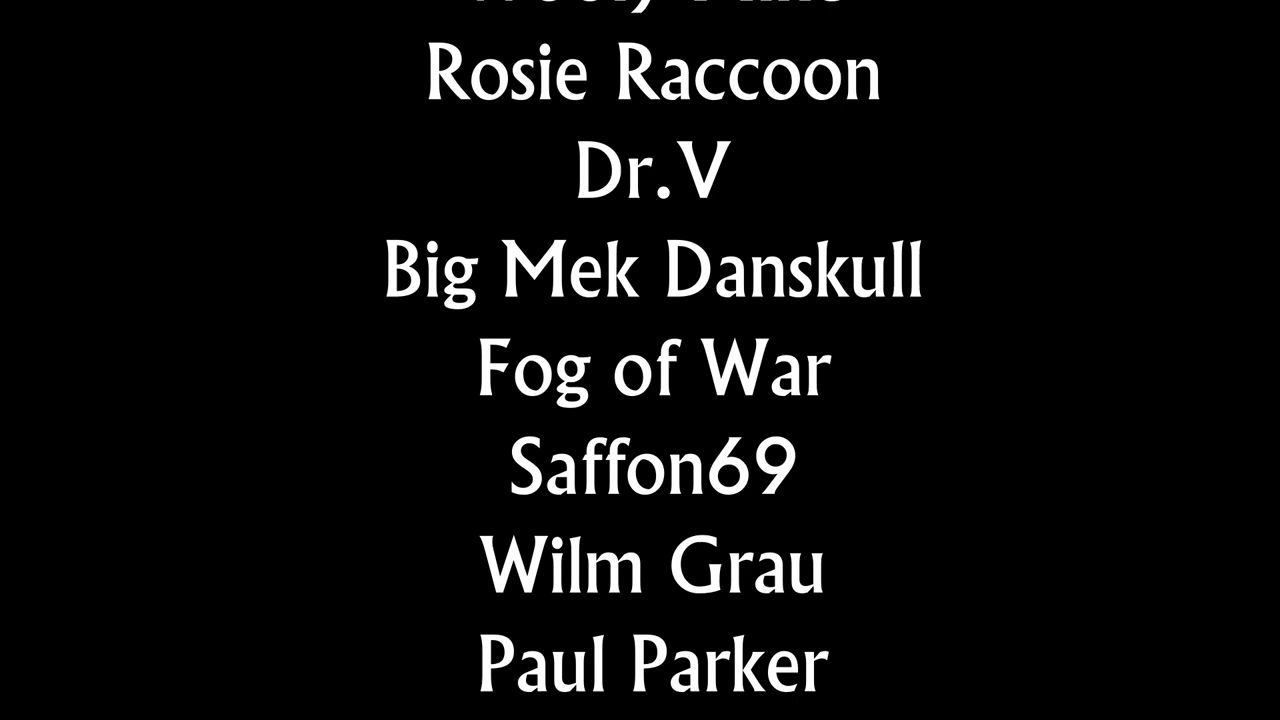 Rosie Raccoon
Dr.V
Big Mek Danskull
Fog of War
Saffon69
Wilm Grau
Paul Parker